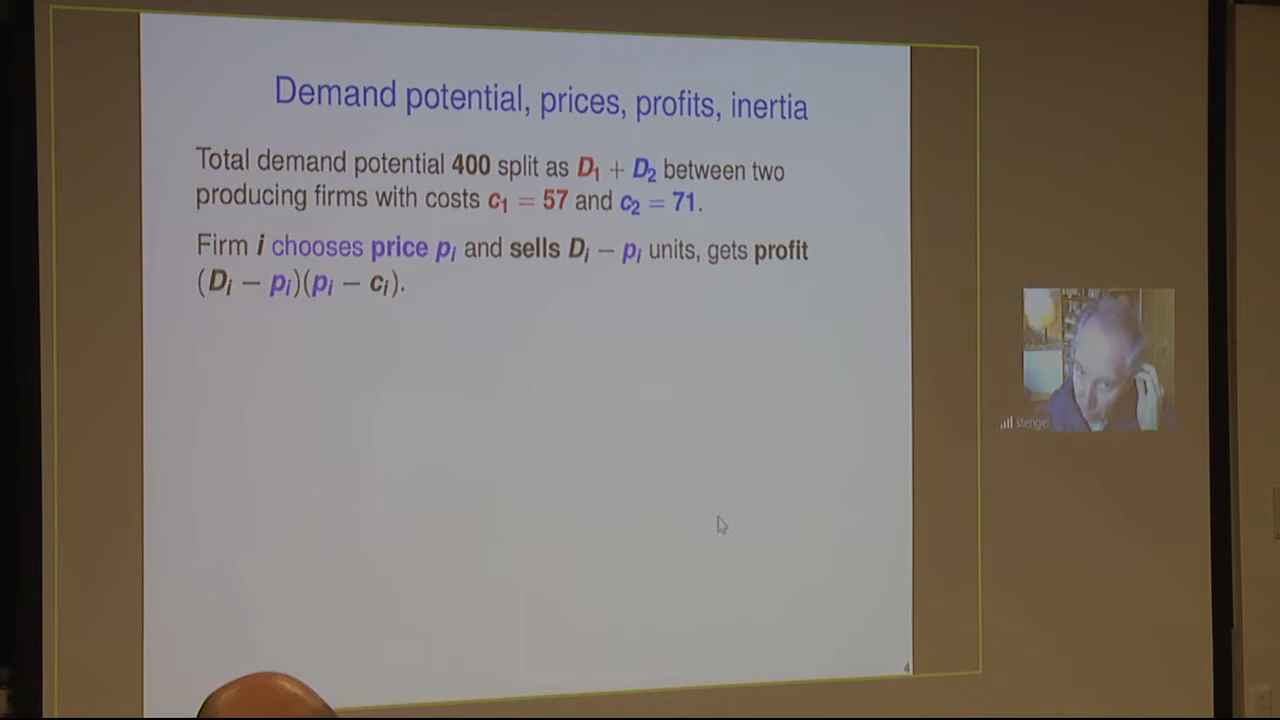 Demand potential, prices, profits, inertia
Total demand potential 400 split as D₁ + D₂ between two
producing firms with costs c₁ = 57 and c₂ = 71.
Firm i chooses price pᵢ and sells Dᵢ − pᵢ units, gets profit
(Dᵢ − pᵢ)(pᵢ − cᵢ).
stengel
4